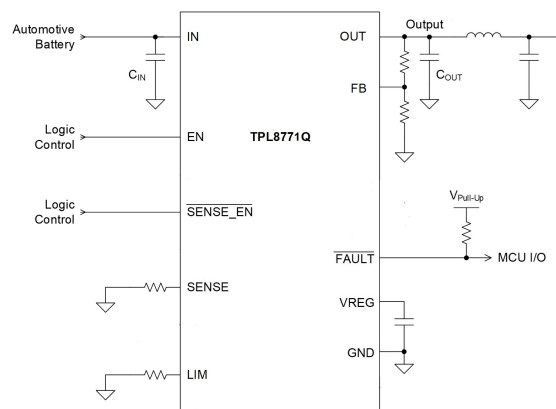 Automotive
Battery
IN
OUT
Output
C_IN
C_OUT
FB
Logic
Control
EN
TPL8771Q
Logic
Control
SENSE_EN
V_Pull-Up
FAULT
MCU I/O
SENSE
VREG
GND
LIM